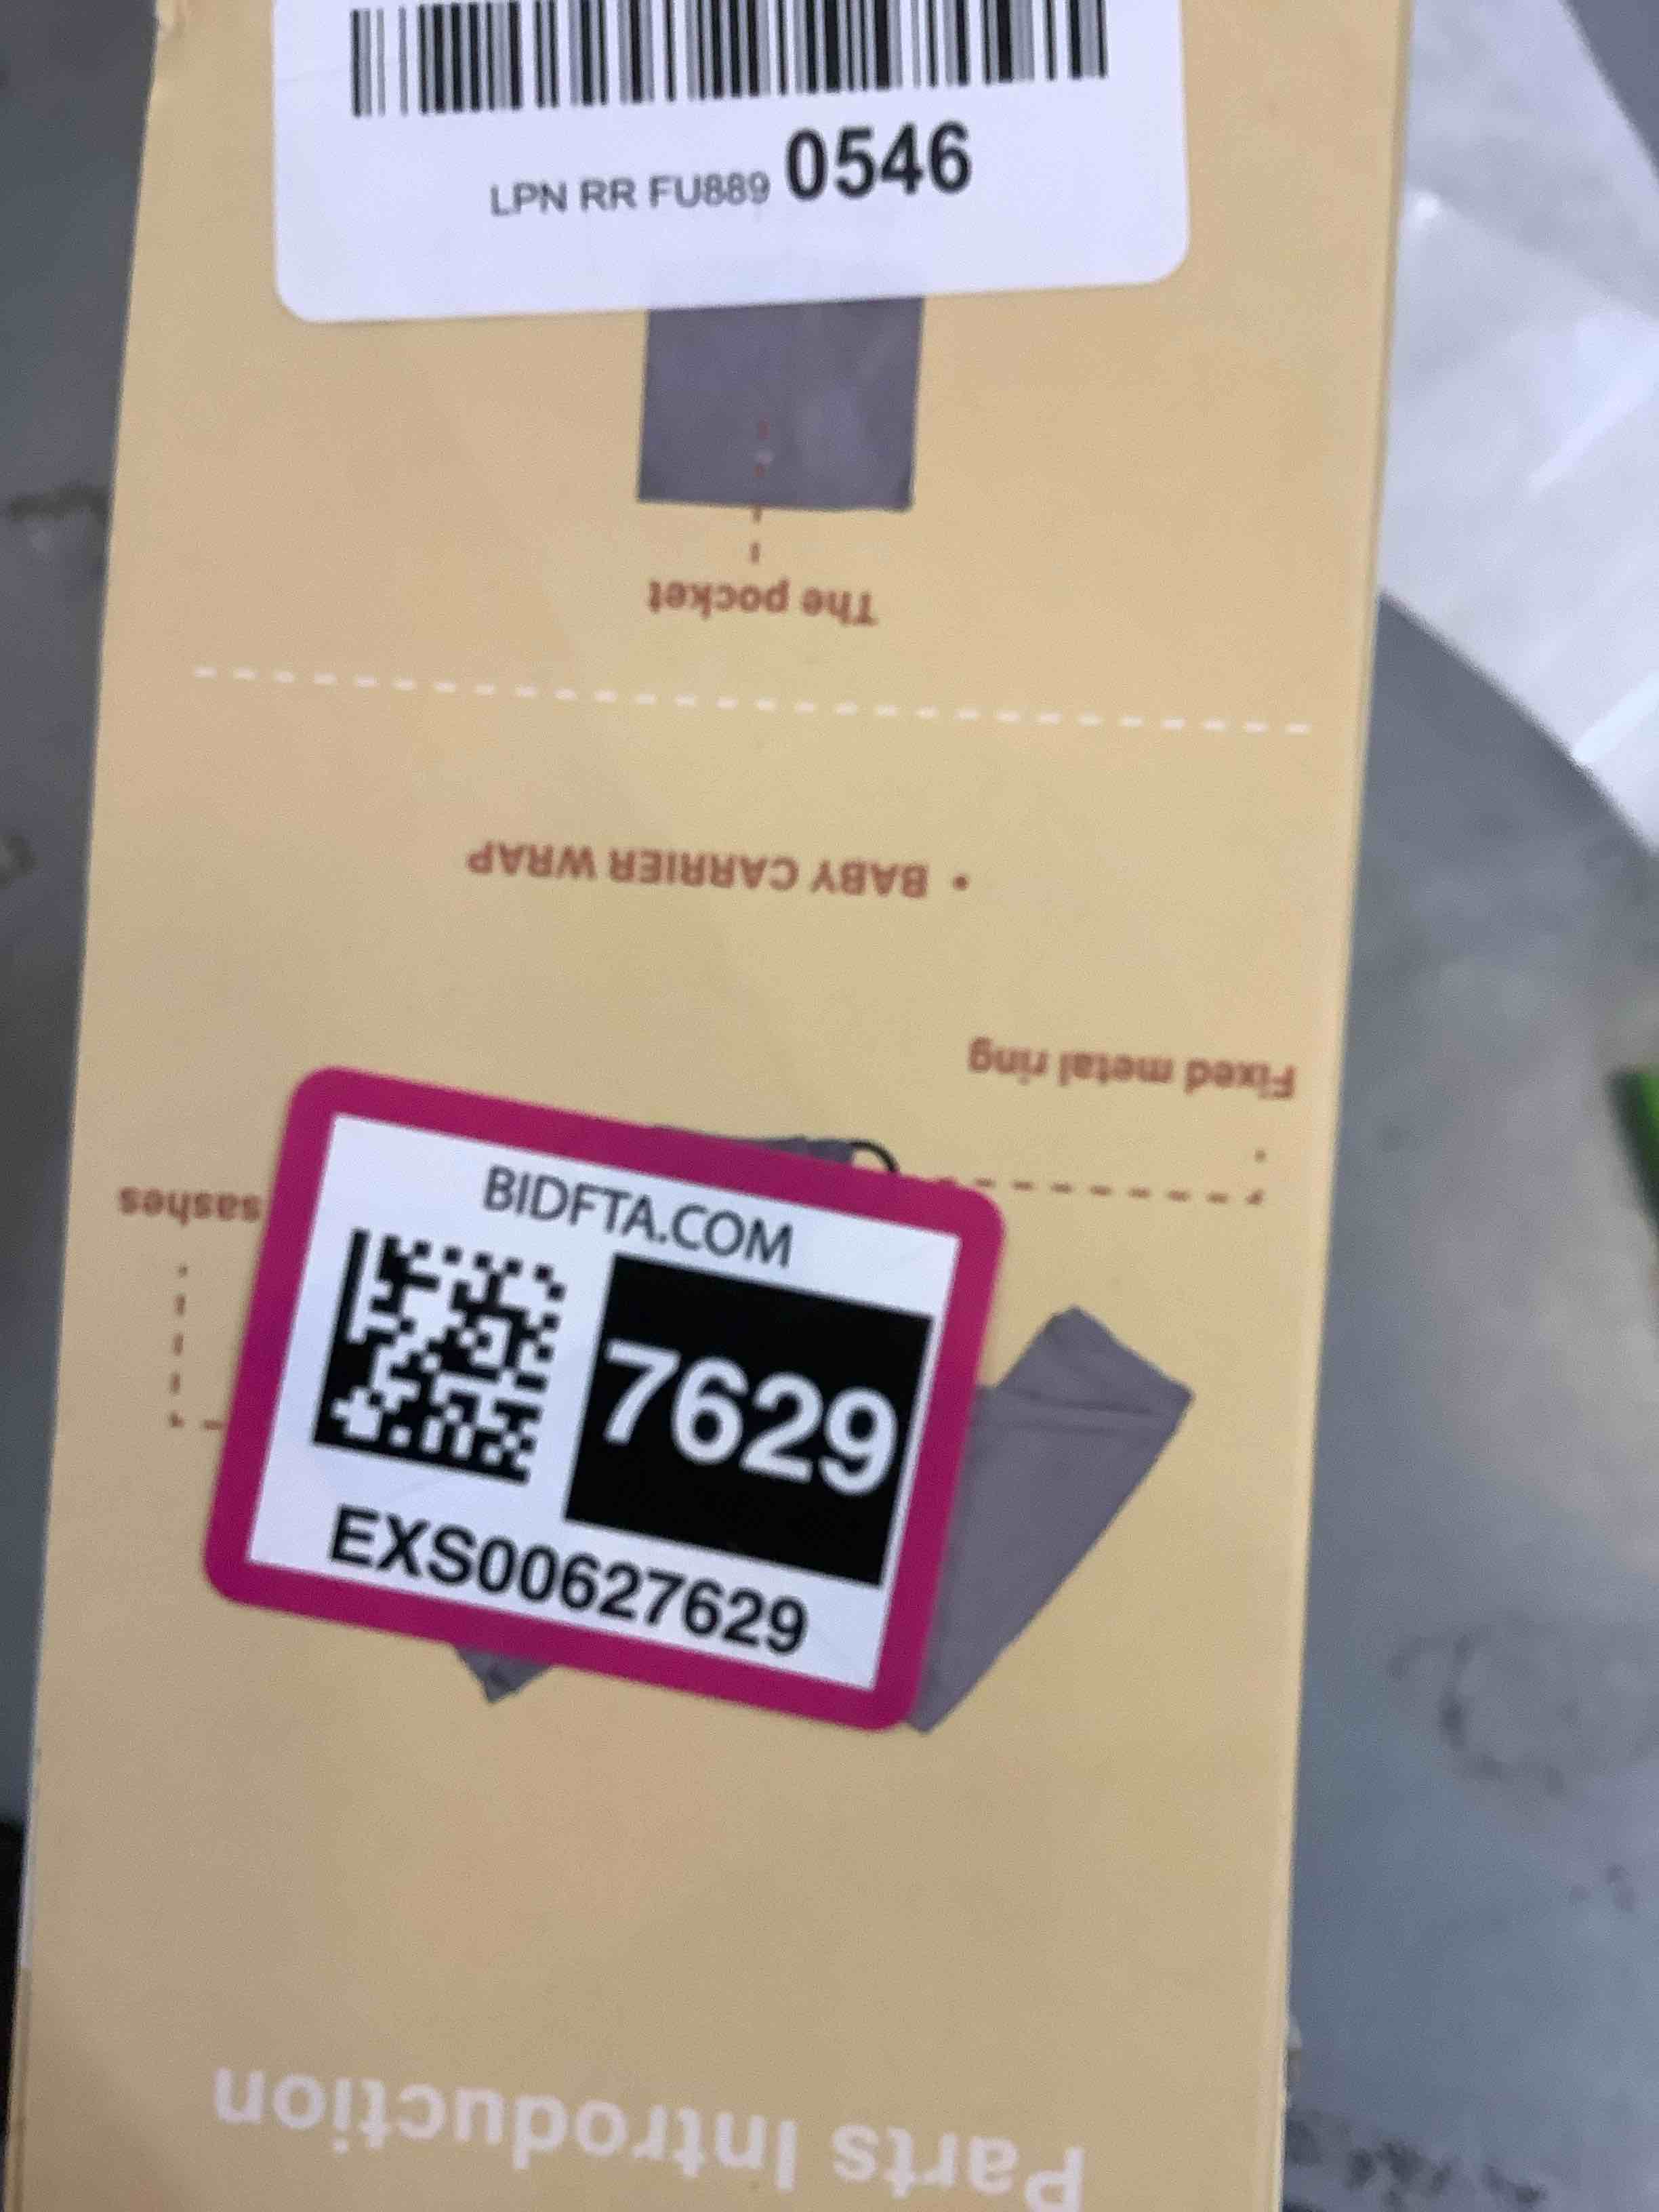 LPN RR FU889 0546
The pocket
• BABY CARRIER WRAP
Fixed metal ring
sashes
BIDFTA.COM
7629
EXS00627629
Parts Introduction